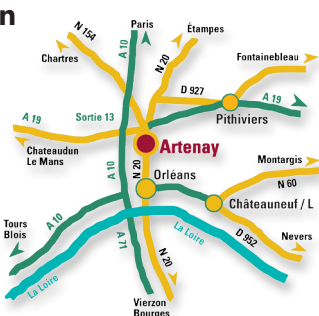 n
Paris
N 154
Étampes
A 10
N 20
Chartres
Fontainebleau
D 927
A 19
A 19
Sortie 13
Pithiviers
Artenay
Chateaudun
Le Mans
Montargis
A 10
N 20
Orléans
N 60
Châteauneuf / L
Tours
Blois
A 10
A 71
La Loire
D 952
Nevers
N 20
La Loire
Vierzon
Bourges